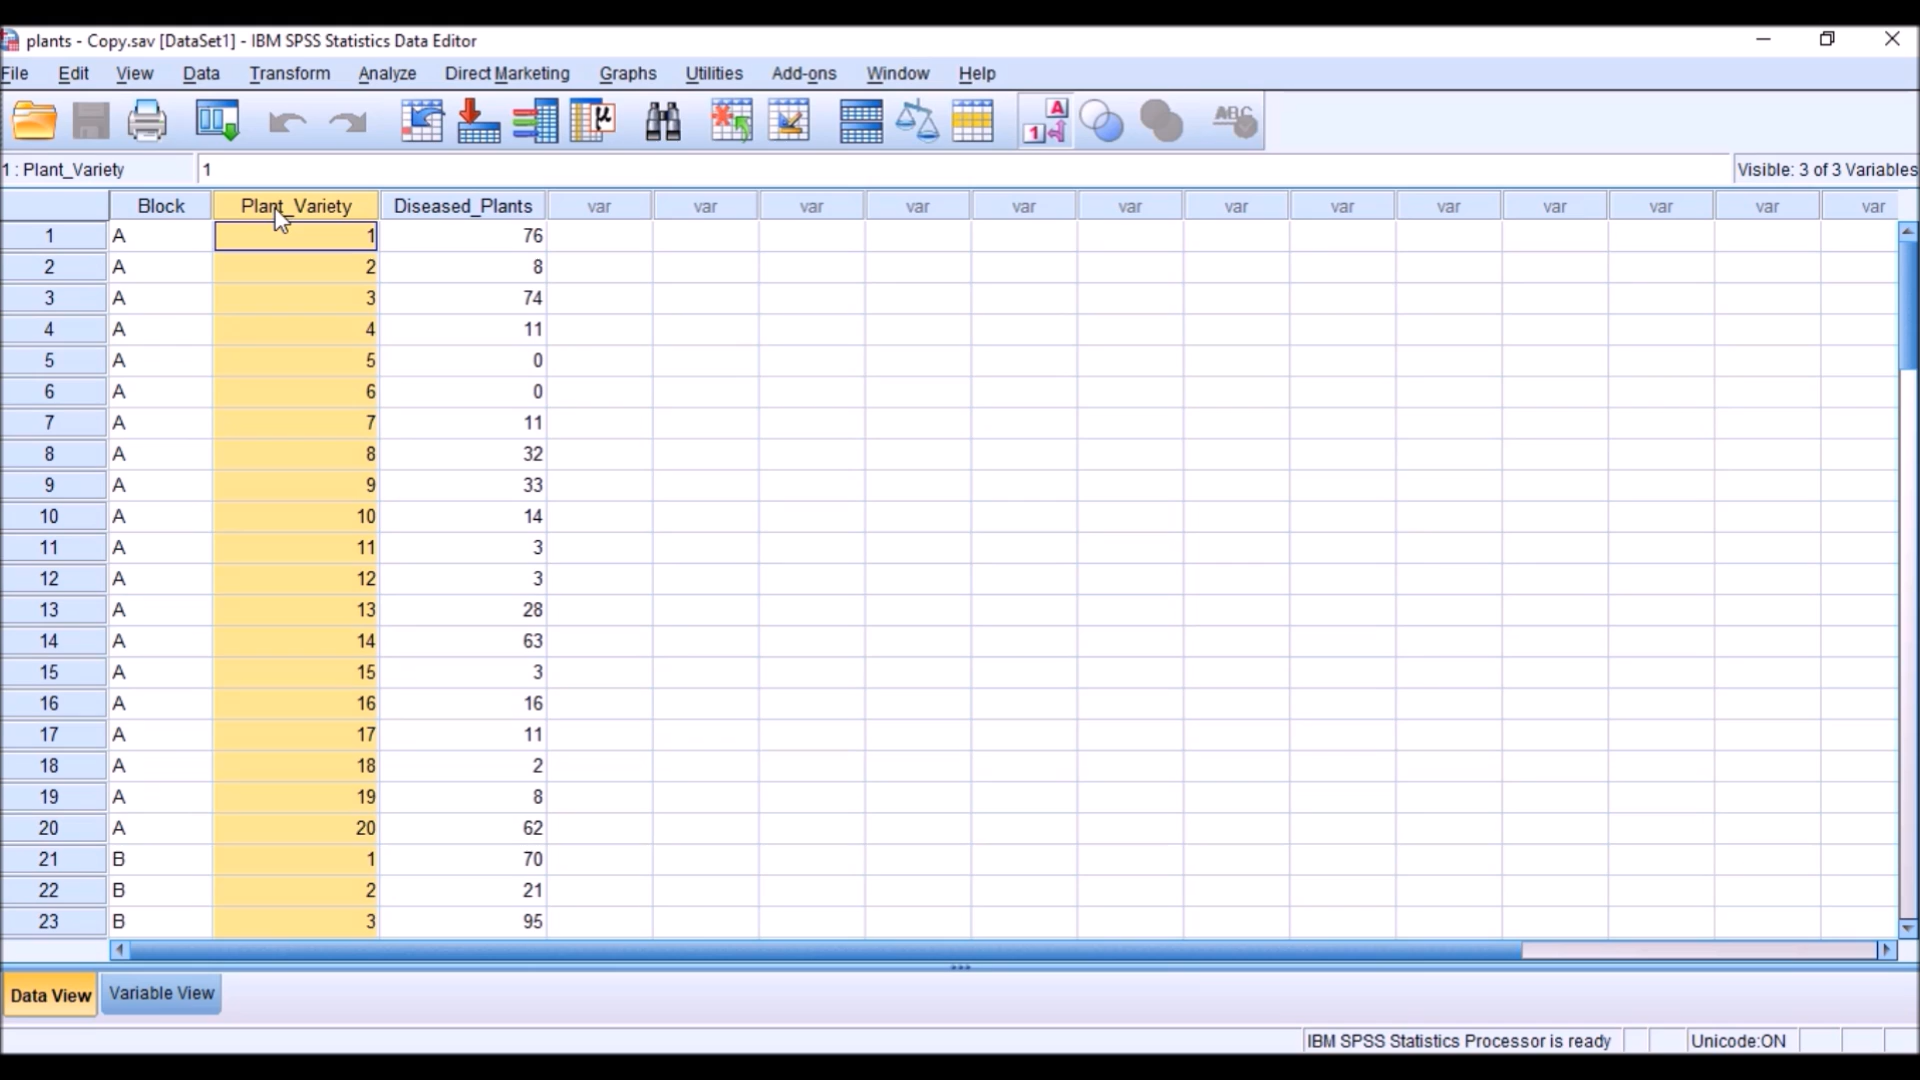 plants - Copy.sav [DataSet1] - IBM SPSS Statistics Data Editor
File Edit View Data Transform Analyze Direct Marketing Graphs Utilities Add-ons Window Help
A
1
µ
ABC
1 : Plant_Variety 1 Visible: 3 of 3 Variables
Block Plant_Variety Diseased_Plants var var var var var var var var var var var var var
1 A 1 76
2 A 2 8
3 A 3 74
4 A 4 11
5 A 5 0
6 A 6 0
7 A 7 11
8 A 8 32
9 A 9 33
10 A 10 14
11 A 11 3
12 A 12 3
13 A 13 28
14 A 14 63
15 A 15 3
16 A 16 16
17 A 17 11
18 A 18 2
19 A 19 8
20 A 20 62
21 B 1 70
22 B 2 21
23 B 3 95
Data View Variable View
IBM SPSS Statistics Processor is ready Unicode:ON